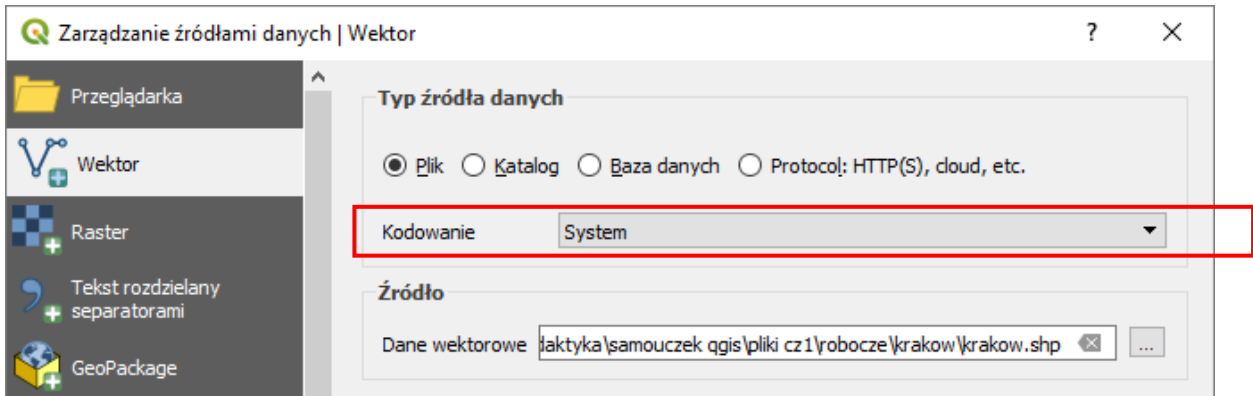 Zarządzanie źródłami danych | Wektor
?
Przeglądarka
Wektor
Raster
Tekst rozdzielany
separatorami
GeoPackage
Typ źródła danych
Plik Katalog Baza danych Protocol: HTTP(S), cloud, etc.
Kodowanie System
Źródło
Dane wektorowe daktyka\samouczek qgis\pliki cz1\robocze\krakow\krakow.shp ...